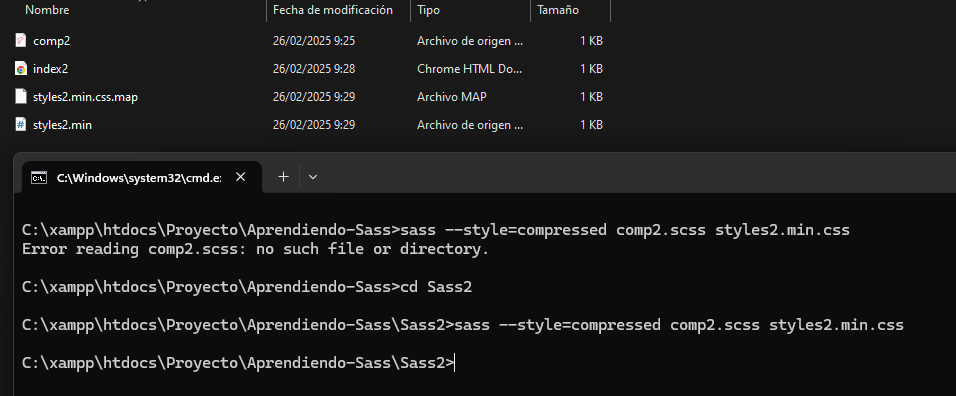 Nombre Fecha de modificación Tipo Tamaño
comp2 26/02/2025 9:25 Archivo de origen ... 1 KB
index2 26/02/2025 9:28 Chrome HTML Do... 1 KB
styles2.min.css.map 26/02/2025 9:29 Archivo MAP 1 KB
styles2.min 26/02/2025 9:29 Archivo de origen ... 1 KB
C:\Windows\system32\cmd.e:
C:\xampp\htdocs\Proyecto\Aprendiendo-Sass>sass --style=compressed comp2.scss styles2.min.css
Error reading comp2.scss: no such file or directory.
C:\xampp\htdocs\Proyecto\Aprendiendo-Sass>cd Sass2
C:\xampp\htdocs\Proyecto\Aprendiendo-Sass\Sass2>sass --style=compressed comp2.scss styles2.min.css
C:\xampp\htdocs\Proyecto\Aprendiendo-Sass\Sass2>